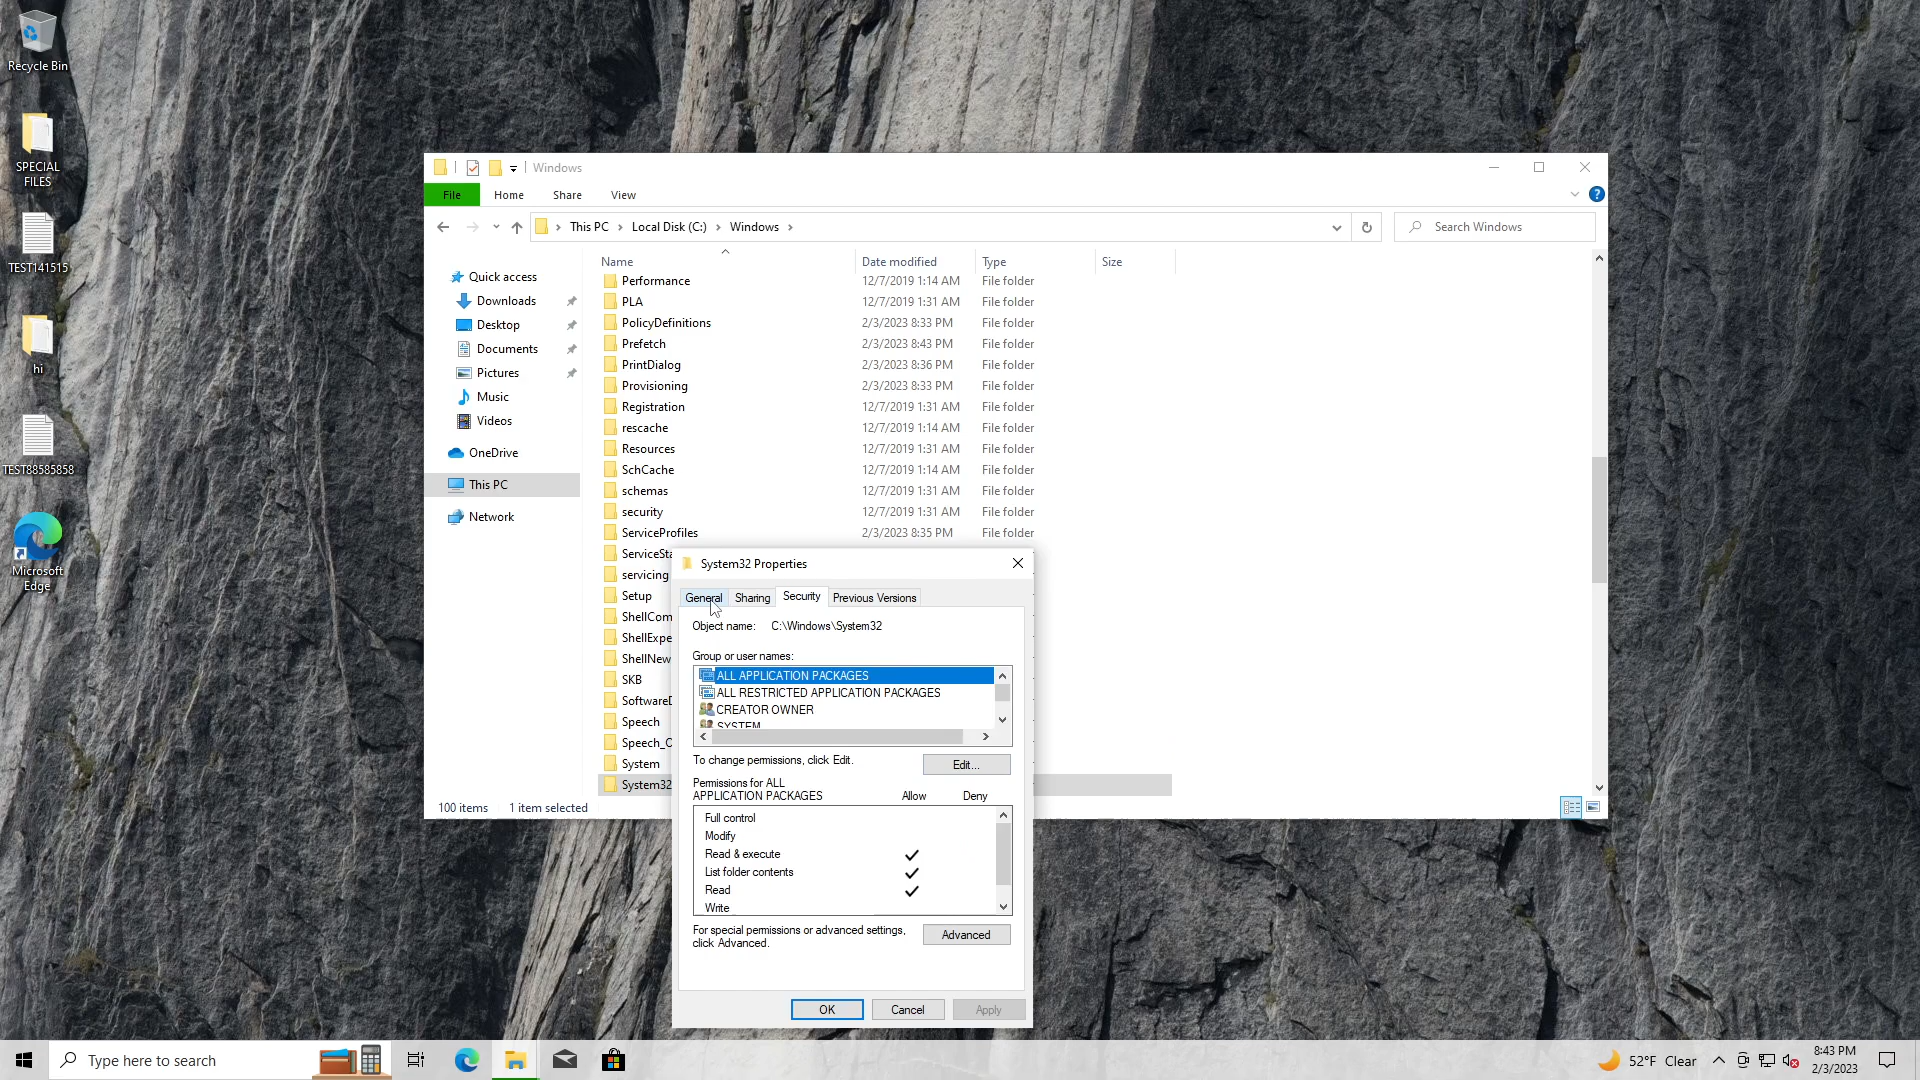 Recycle Bin
SPECIAL
FILES
TEST141515
hi
TEST88585858
Microsoft
Edge
Windows
File Home Share View
This PC Local Disk (C:) Windows
Search Windows
Quick access
Downloads
Desktop
Documents
Pictures
Music
Videos
OneDrive
This PC
Network
Name Date modified Type Size
Performance 12/7/2019 1:14 AM File folder
PLA 12/7/2019 1:31 AM File folder
PolicyDefinitions 2/3/2023 8:33 PM File folder
Prefetch 2/3/2023 8:43 PM File folder
PrintDialog 2/3/2023 8:36 PM File folder
Provisioning 2/3/2023 8:33 PM File folder
Registration 12/7/2019 1:31 AM File folder
rescache 12/7/2019 1:14 AM File folder
Resources 12/7/2019 1:31 AM File folder
SchCache 12/7/2019 1:14 AM File folder
schemas 12/7/2019 1:31 AM File folder
security 12/7/2019 1:31 AM File folder
ServiceProfiles 2/3/2023 8:35 PM File folder
ServiceSta
servicing
Setup
ShellCom
ShellExpe
ShellNew
SKB
Software
Speech
Speech_O
System
System32
100 items 1 item selected
System32 Properties
General Sharing Security Previous Versions
Object name: C:\Windows\System32
Group or user names:
ALL APPLICATION PACKAGES
ALL RESTRICTED APPLICATION PACKAGES
CREATOR OWNER
SYSTEM
To change permissions, click Edit.
Edit...
Permissions for ALL
APPLICATION PACKAGES Allow Deny
Full control
Modify
Read & execute
List folder contents
Read
Write
For special permissions or advanced settings,
click Advanced.
Advanced
OK Cancel Apply
Type here to search
52°F Clear
8:43 PM
2/3/2023